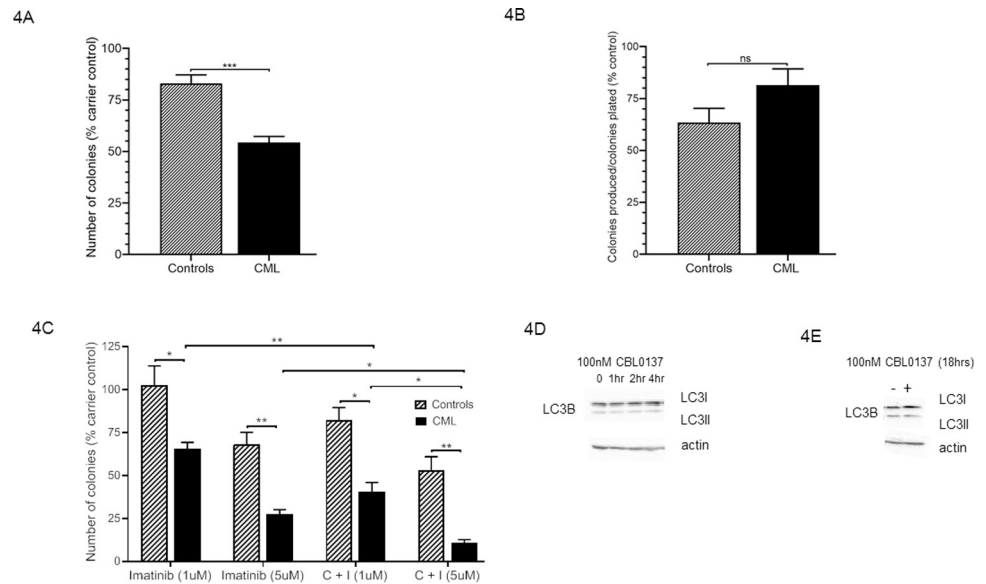 4A
Number of colonies (% carrier control)
100
75
50
25
0
***
Controls CML
4B
Colonies produced/colonies plated (% control)
100
75
50
25
0
ns
Controls CML
4C
Number of colonies (% carrier control)
125
100
75
50
25
0
**
*
*
*
**
*
**
Controls
CML
Imatinib (1uM) Imatinib (5uM) C + I (1uM) C + I (5uM)
4D
100nM CBL0137
0 1hr 2hr 4hr
LC3B
LC3I
LC3II
actin
4E
100nM CBL0137 (18hrs)
- +
LC3B
LC3I
LC3II
actin